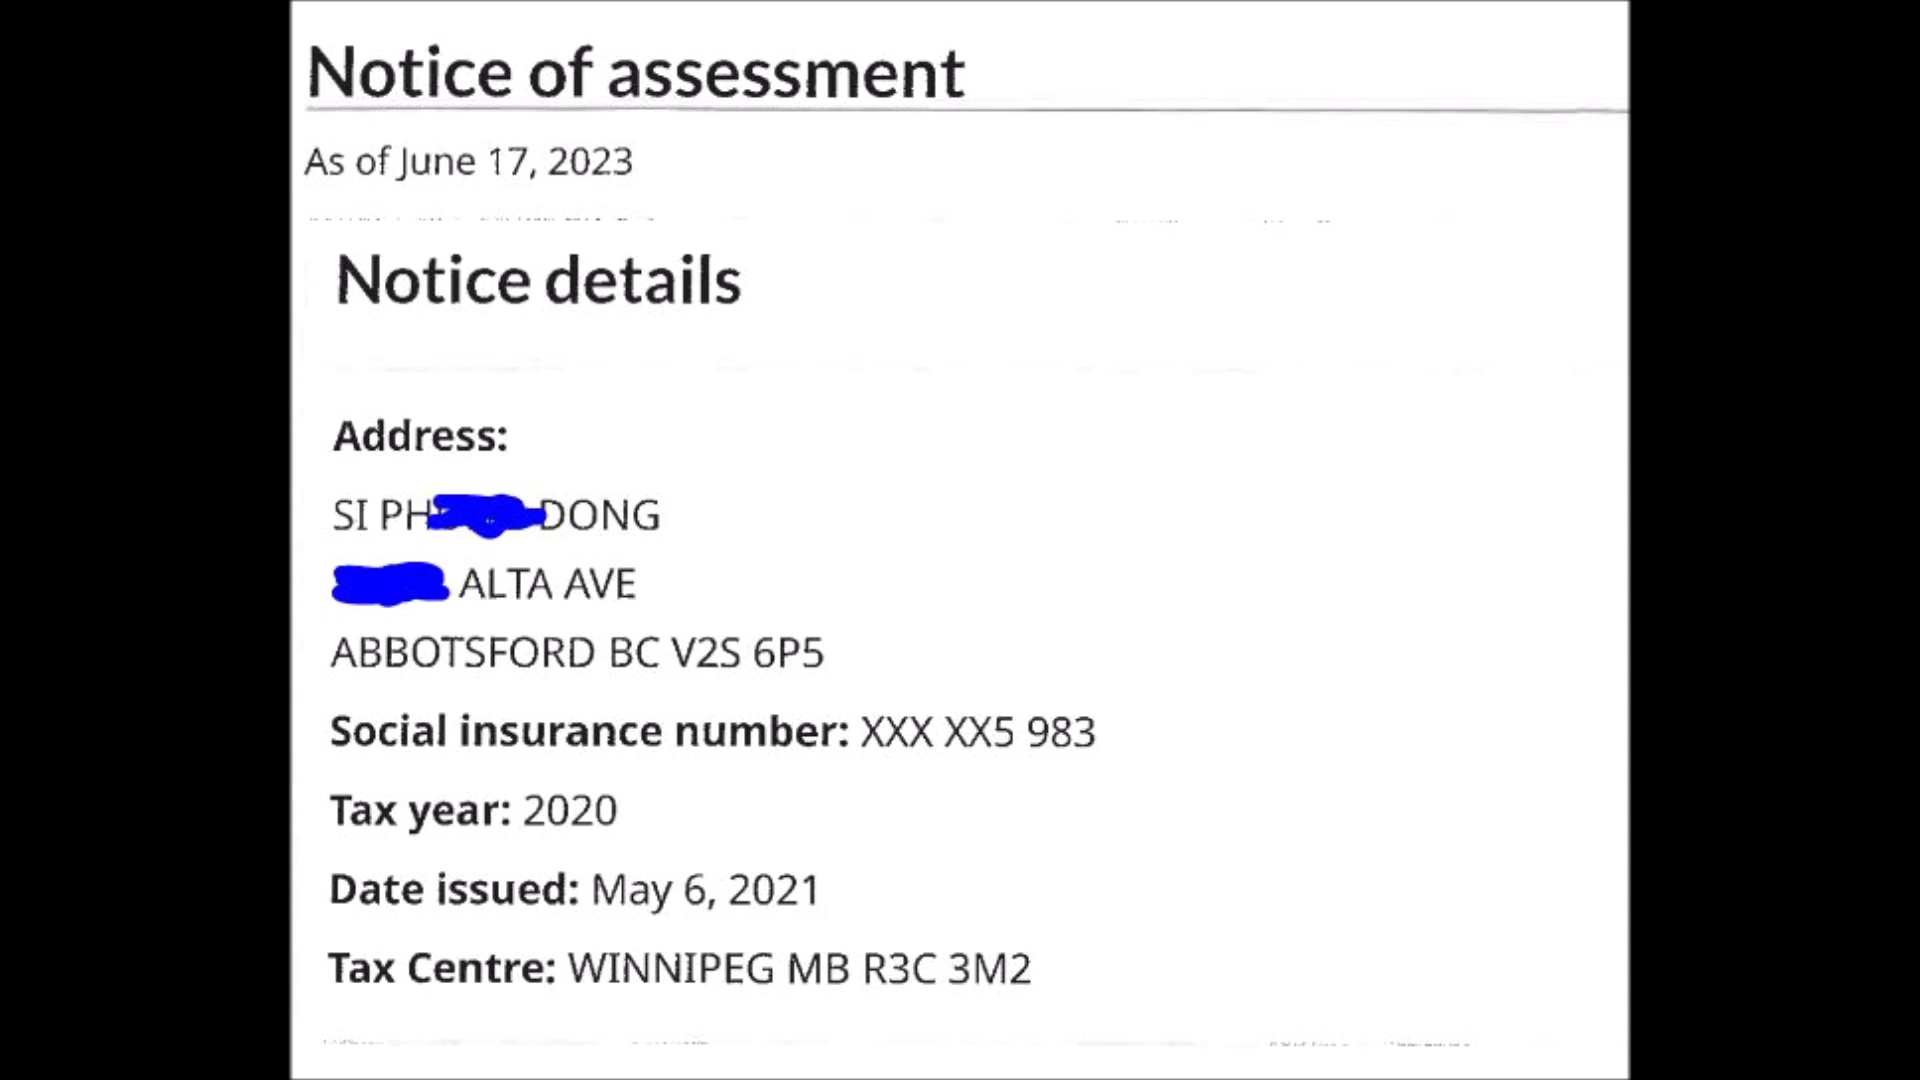 Notice of assessment
As of June 17, 2023
Notice details
Address:
SI PH DONG
ALTA AVE
ABBOTSFORD BC V2S 6P5
Social insurance number: XXX XX5 983
Tax year: 2020
Date issued: May 6, 2021
Tax Centre: WINNIPEG MB R3C 3M2